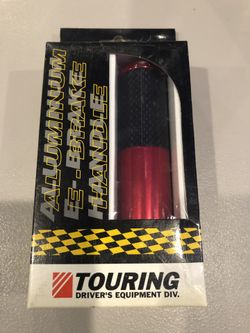 ALUMINUM
E-BRAKE
HANDLE
TOURING
DRIVER'S EQUIPMENT DIV.